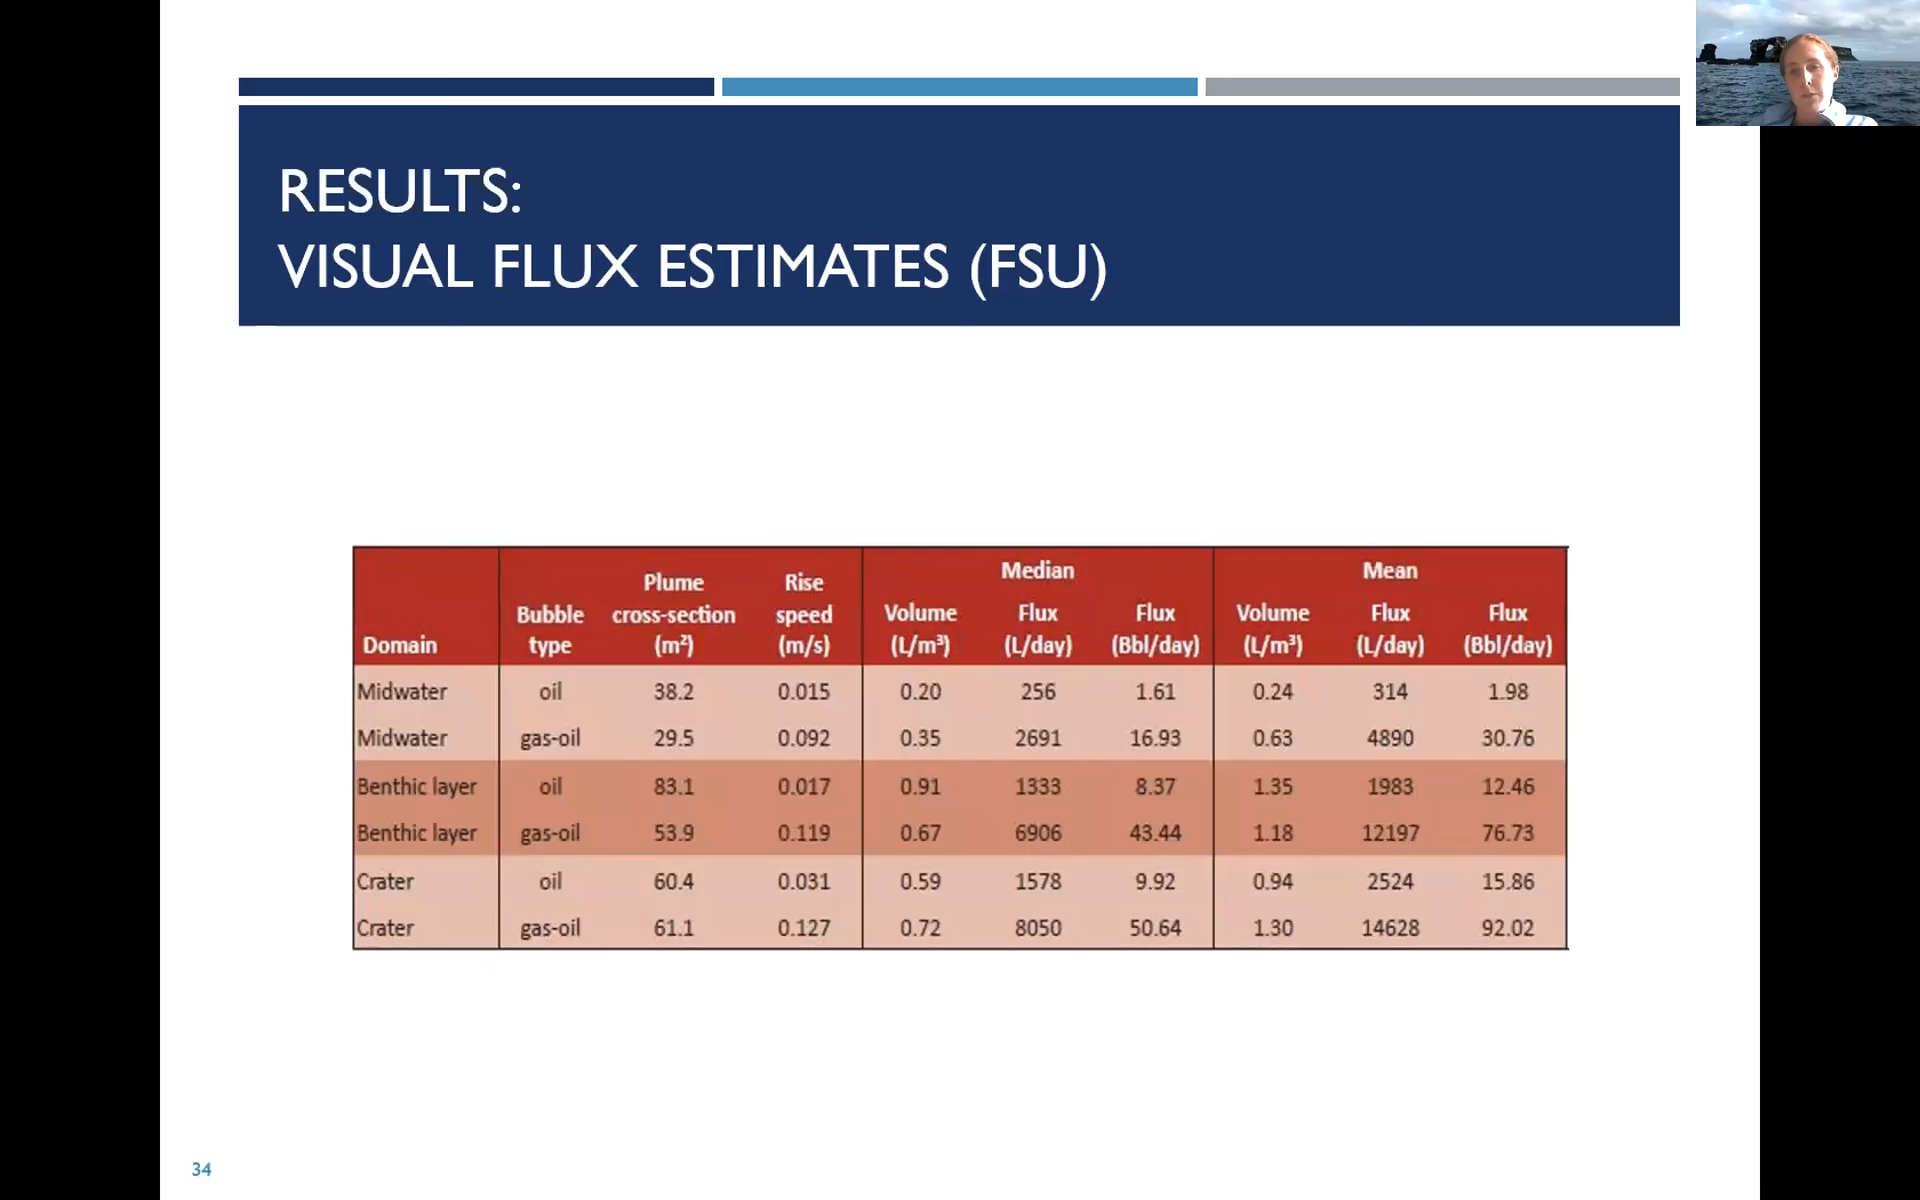 RESULTS:
VISUAL FLUX ESTIMATES (FSU)
Median Mean
Domain Bubble type Plume cross-section (m²) Rise speed (m/s) Volume (L/m³) Flux (L/day) Flux (Bbl/day) Volume (L/m³) Flux (L/day) Flux (Bbl/day)
Midwater oil 38.2 0.015 0.20 256 1.61 0.24 314 1.98
Midwater gas-oil 29.5 0.092 0.35 2691 16.93 0.63 4890 30.76
Benthic layer oil 83.1 0.017 0.91 1333 8.37 1.35 1983 12.46
Benthic layer gas-oil 53.9 0.119 0.67 6906 43.44 1.18 12197 76.73
Crater oil 60.4 0.031 0.59 1578 9.92 0.94 2524 15.86
Crater gas-oil 61.1 0.127 0.72 8050 50.64 1.30 14628 92.02
34